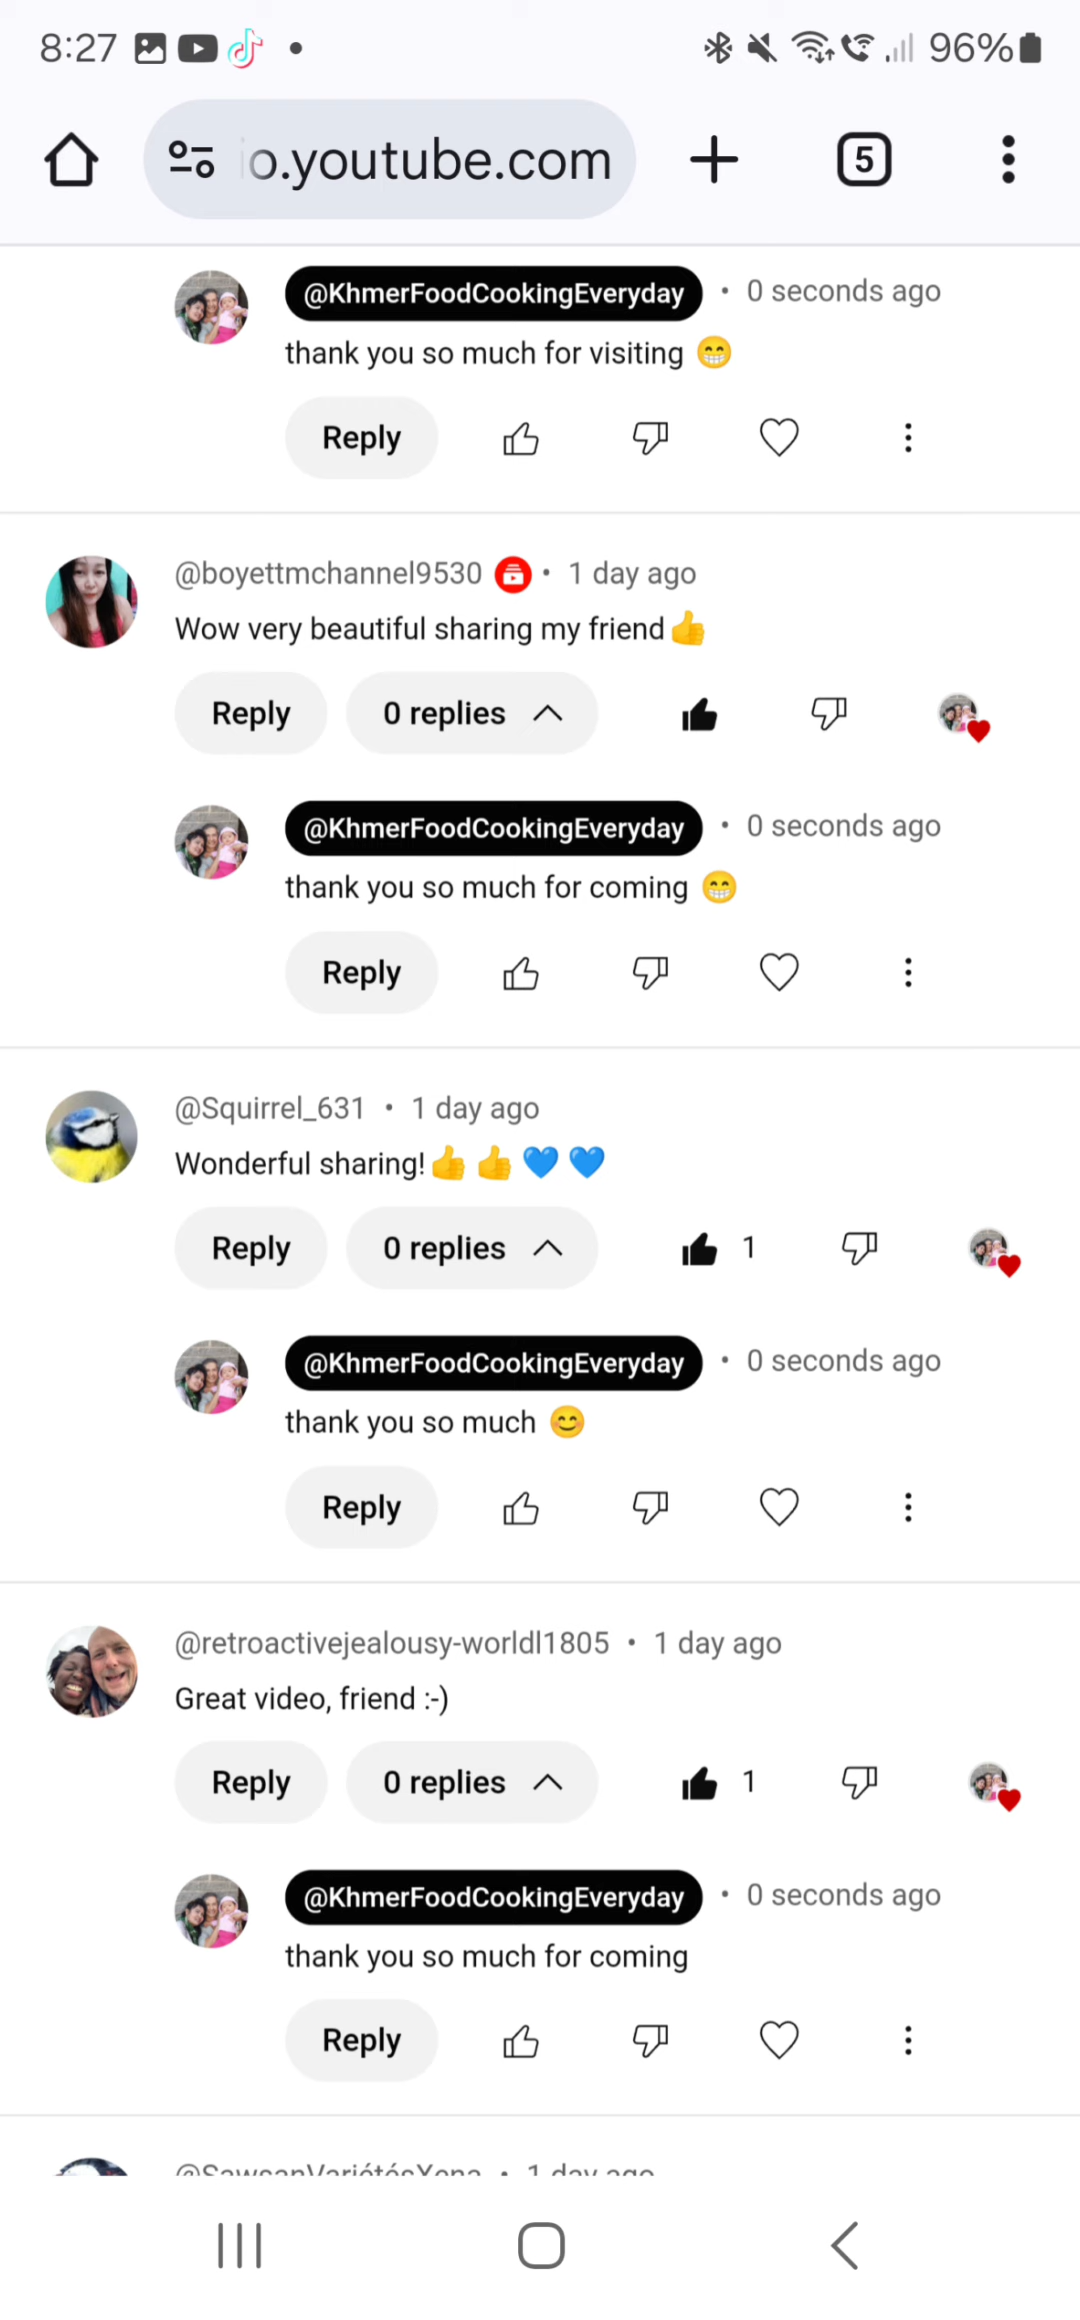 8:27
96%
o.youtube.com
5
@KhmerFoodCookingEveryday • 0 seconds ago
thank you so much for visiting 😁
Reply
@boyettmchannel9530 • 1 day ago
Wow very beautiful sharing my friend👍
Reply 0 replies
@KhmerFoodCookingEveryday • 0 seconds ago
thank you so much for coming 😁
Reply
@Squirrel_631 • 1 day ago
Wonderful sharing!👍👍💙💙
Reply 0 replies 1
@KhmerFoodCookingEveryday • 0 seconds ago
thank you so much 😊
Reply
@retroactivejealousy-worldl1805 • 1 day ago
Great video, friend :-)
Reply 0 replies 1
@KhmerFoodCookingEveryday • 0 seconds ago
thank you so much for coming
Reply
@SawsanVariétésXena • 1 day ago